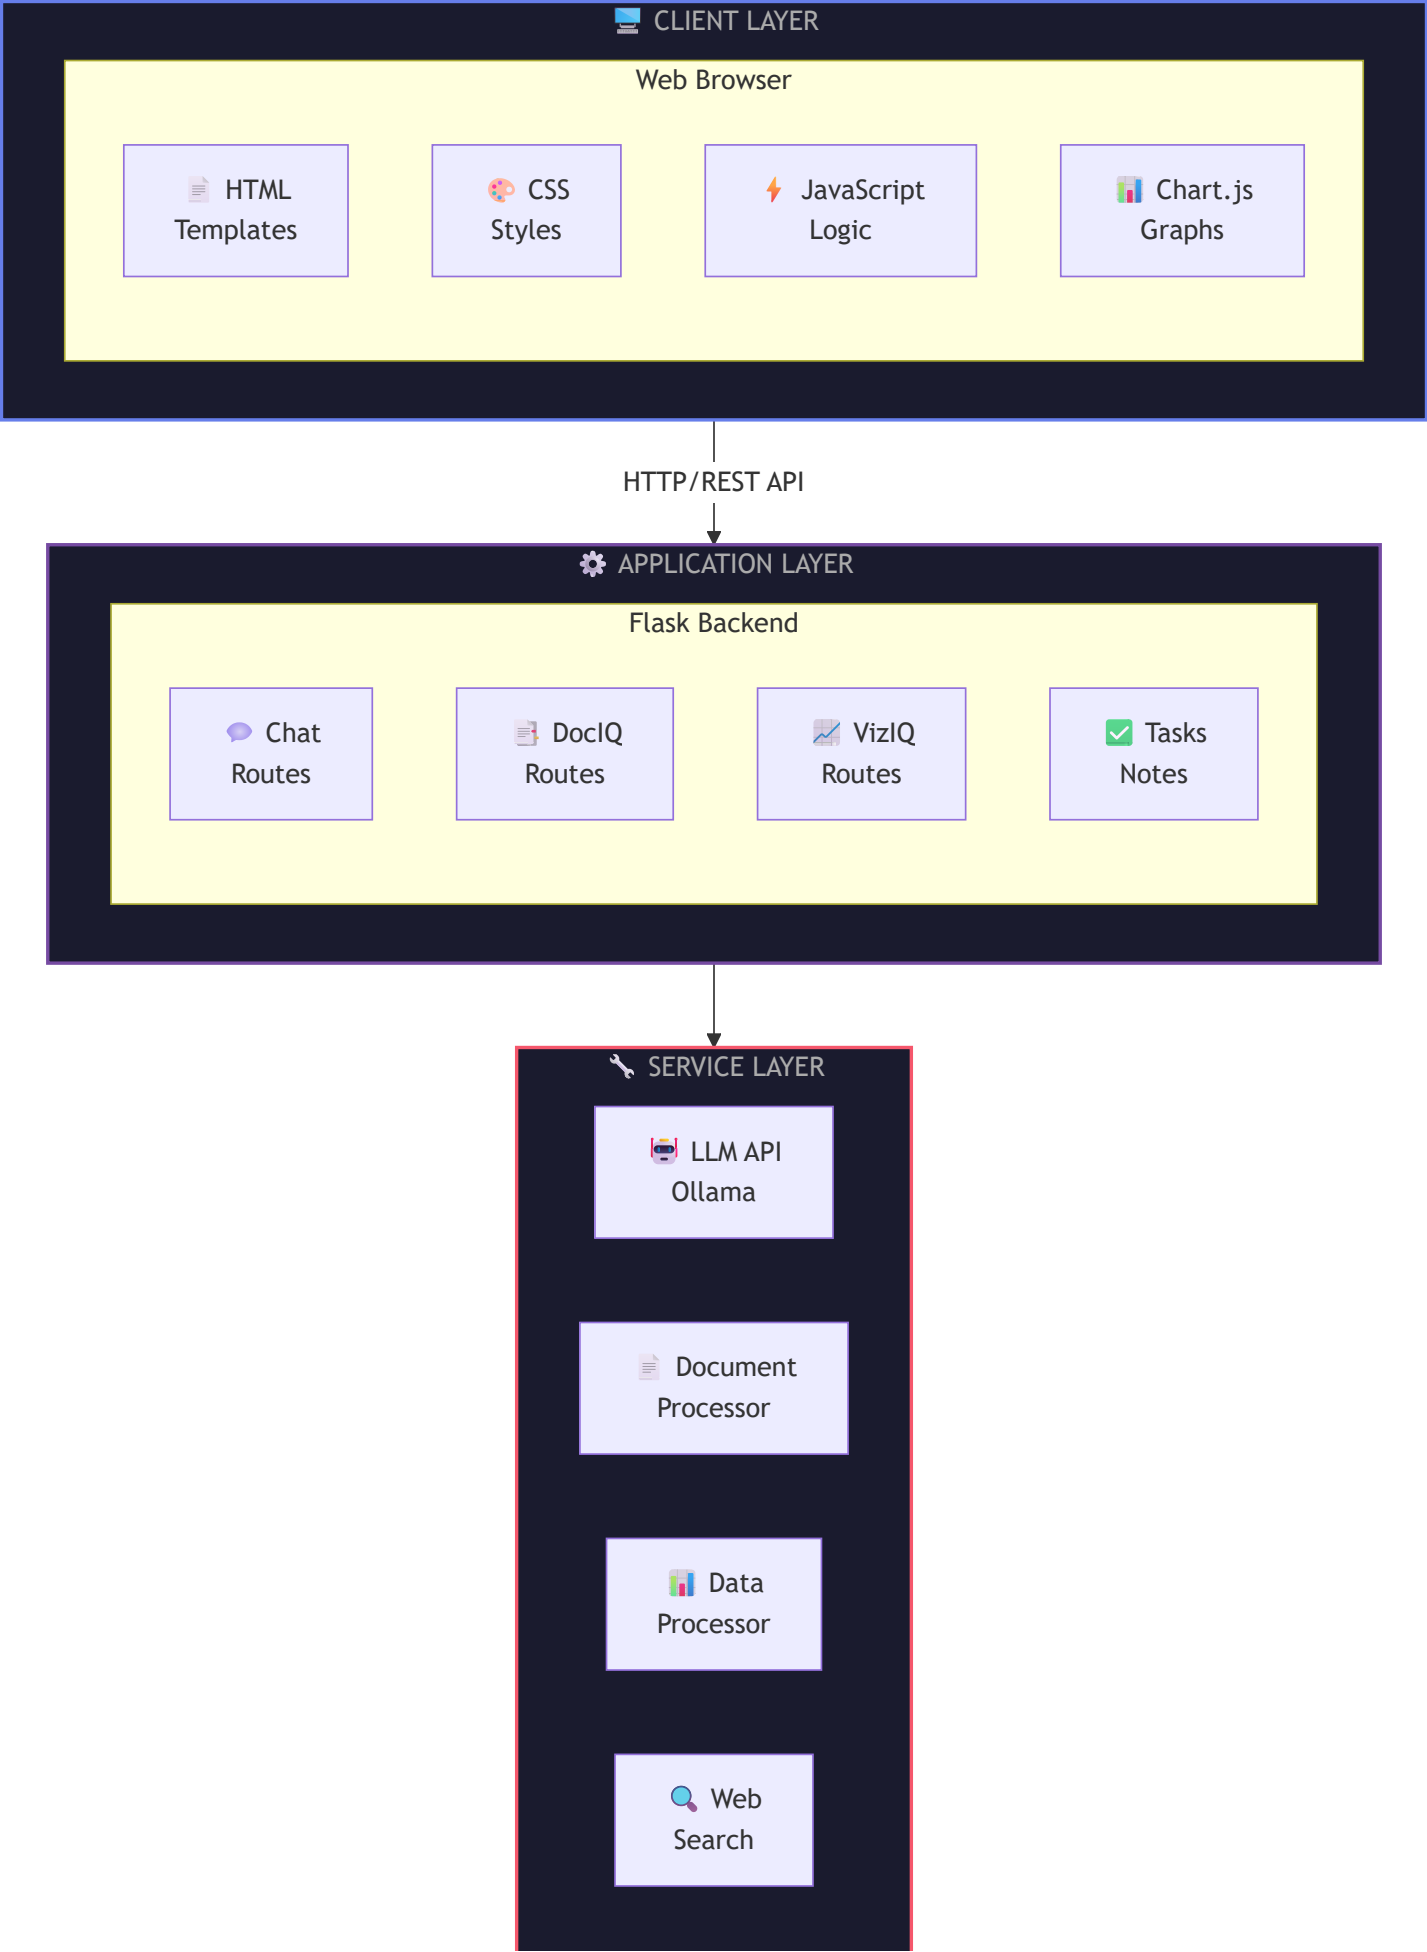 CLIENT LAYER
Web Browser
HTML
Templates
CSS
Styles
JavaScript
Logic
Chart.js
Graphs
HTTP/REST API
APPLICATION LAYER
Flask Backend
Chat
Routes
DocIQ
Routes
VizIQ
Routes
Tasks
Notes
SERVICE LAYER
LLM API
Ollama
Document
Processor
Data
Processor
Web
Search